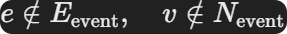 e ∉ E_event, v ∉ N_event